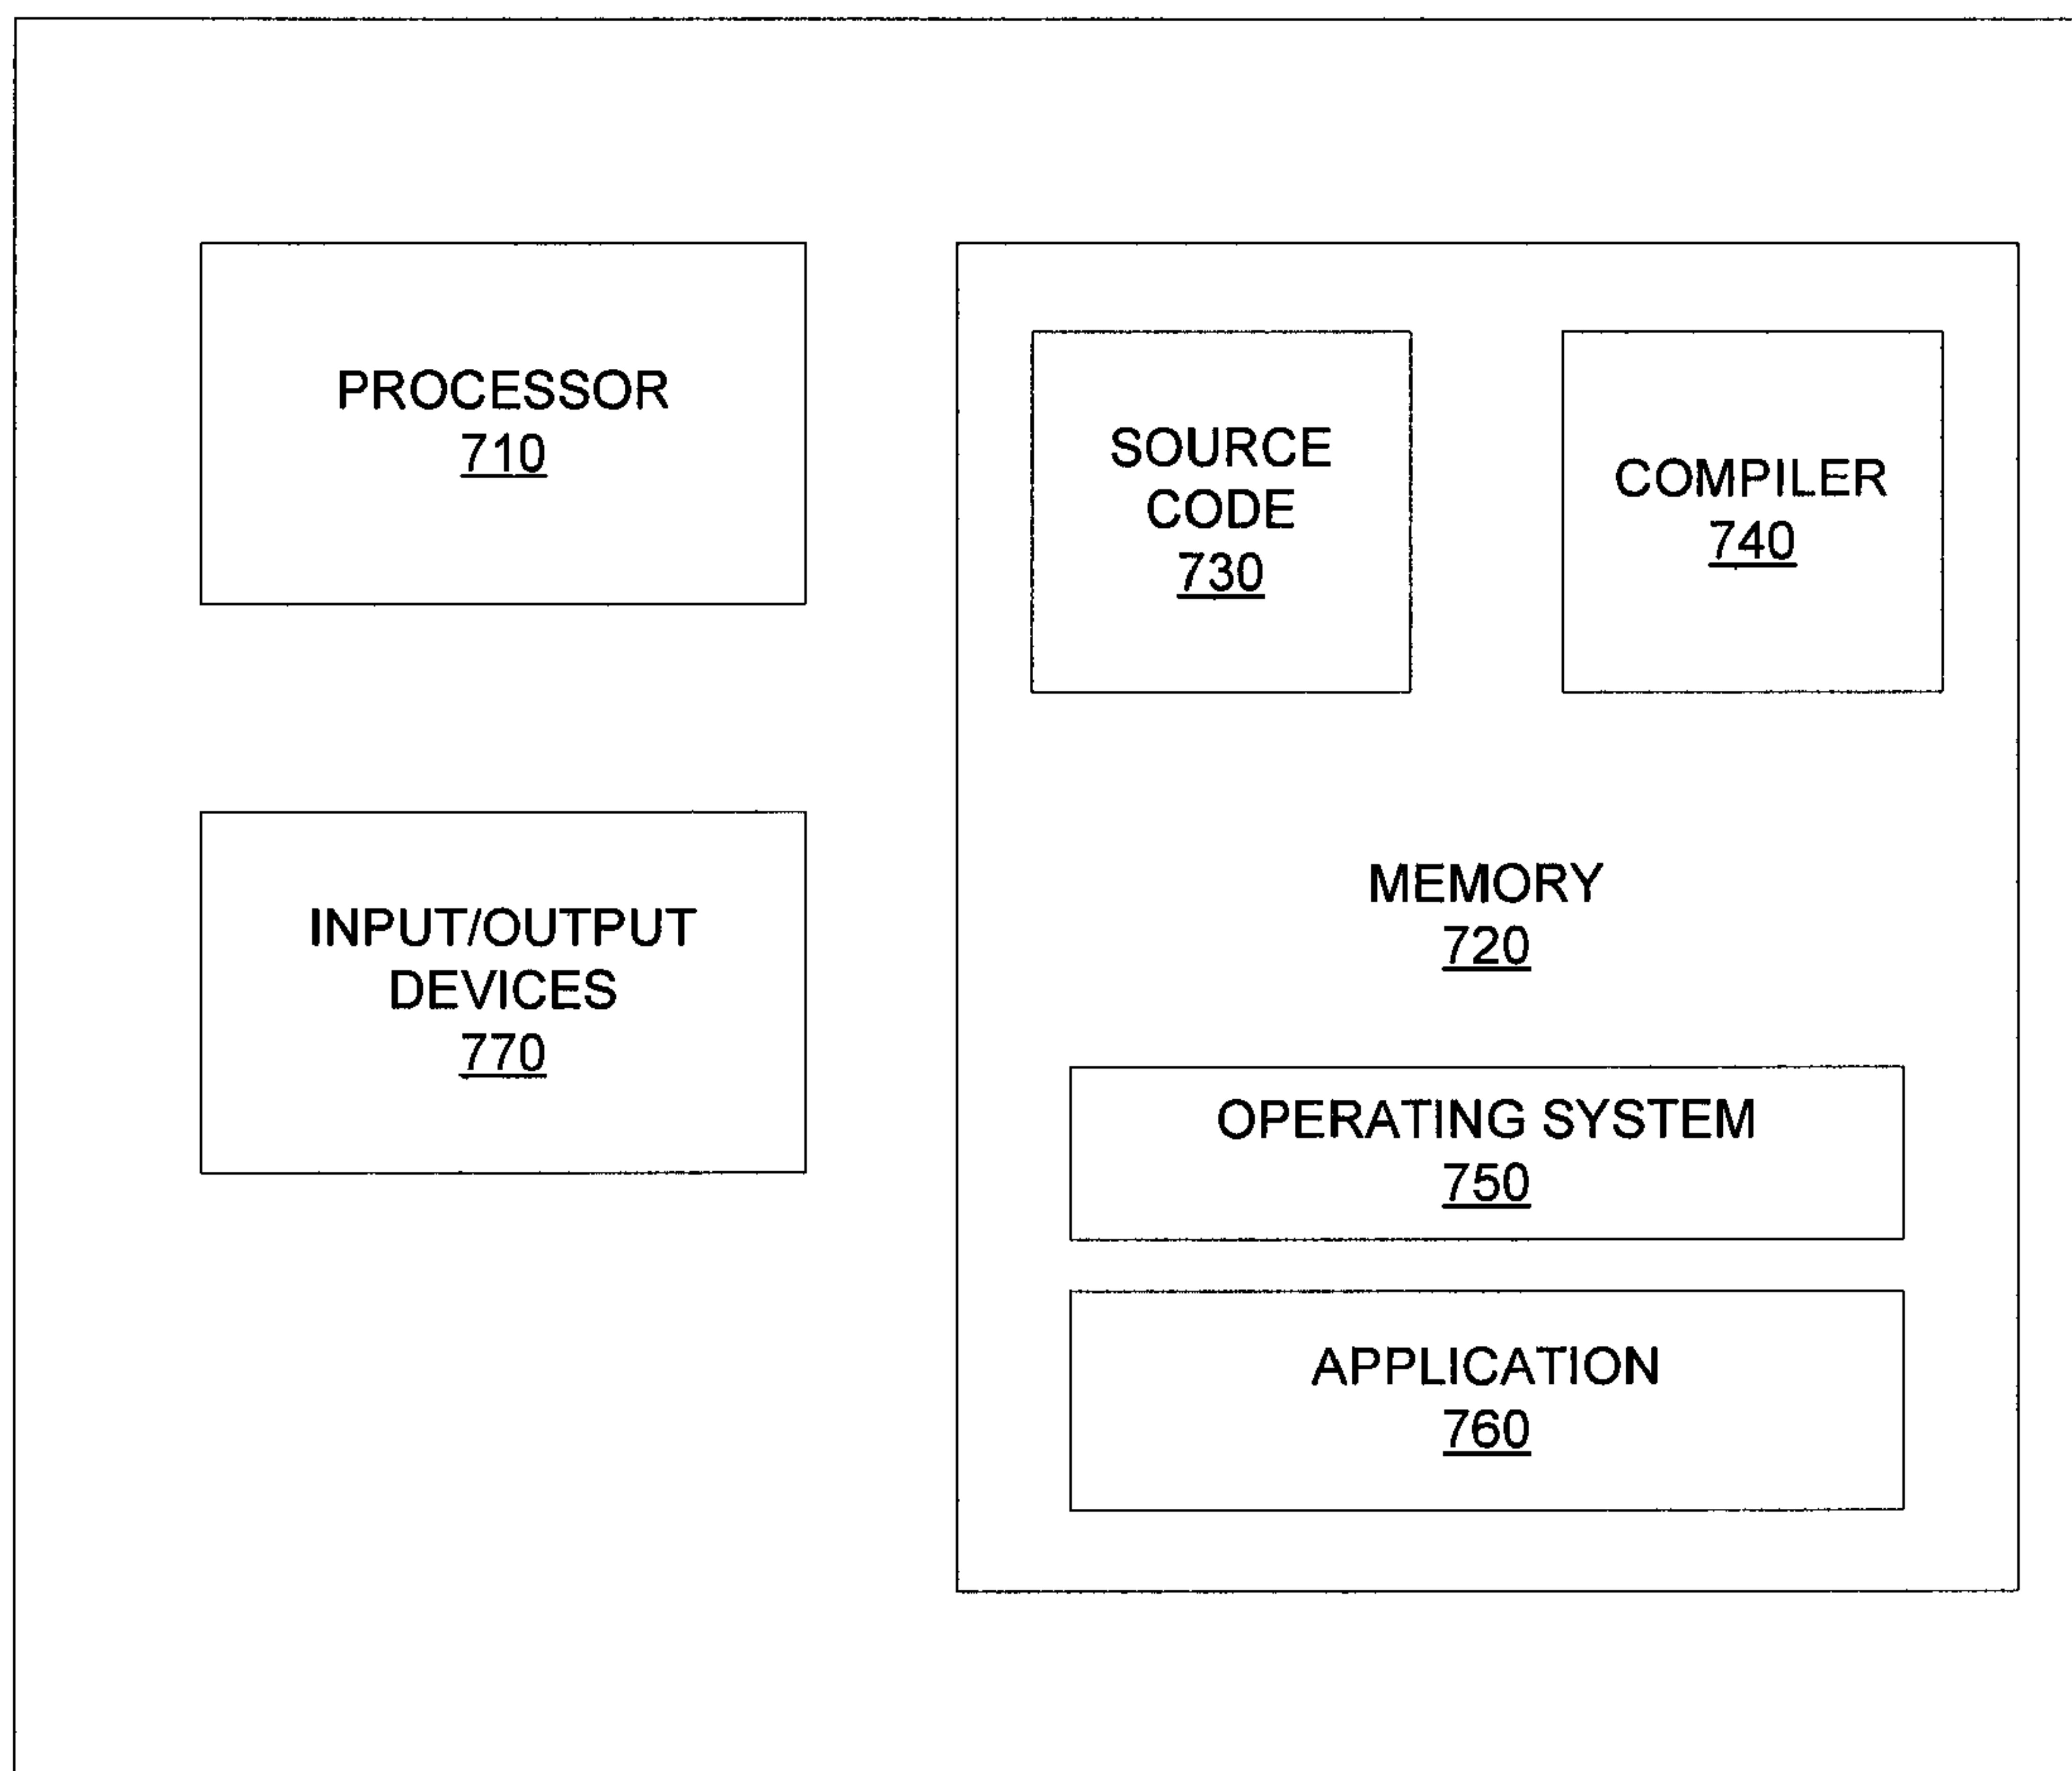 PROCESSOR
710
INPUT/OUTPUT
DEVICES
770
SOURCE
CODE
730
COMPILER
740
MEMORY
720
OPERATING SYSTEM
750
APPLICATION
760